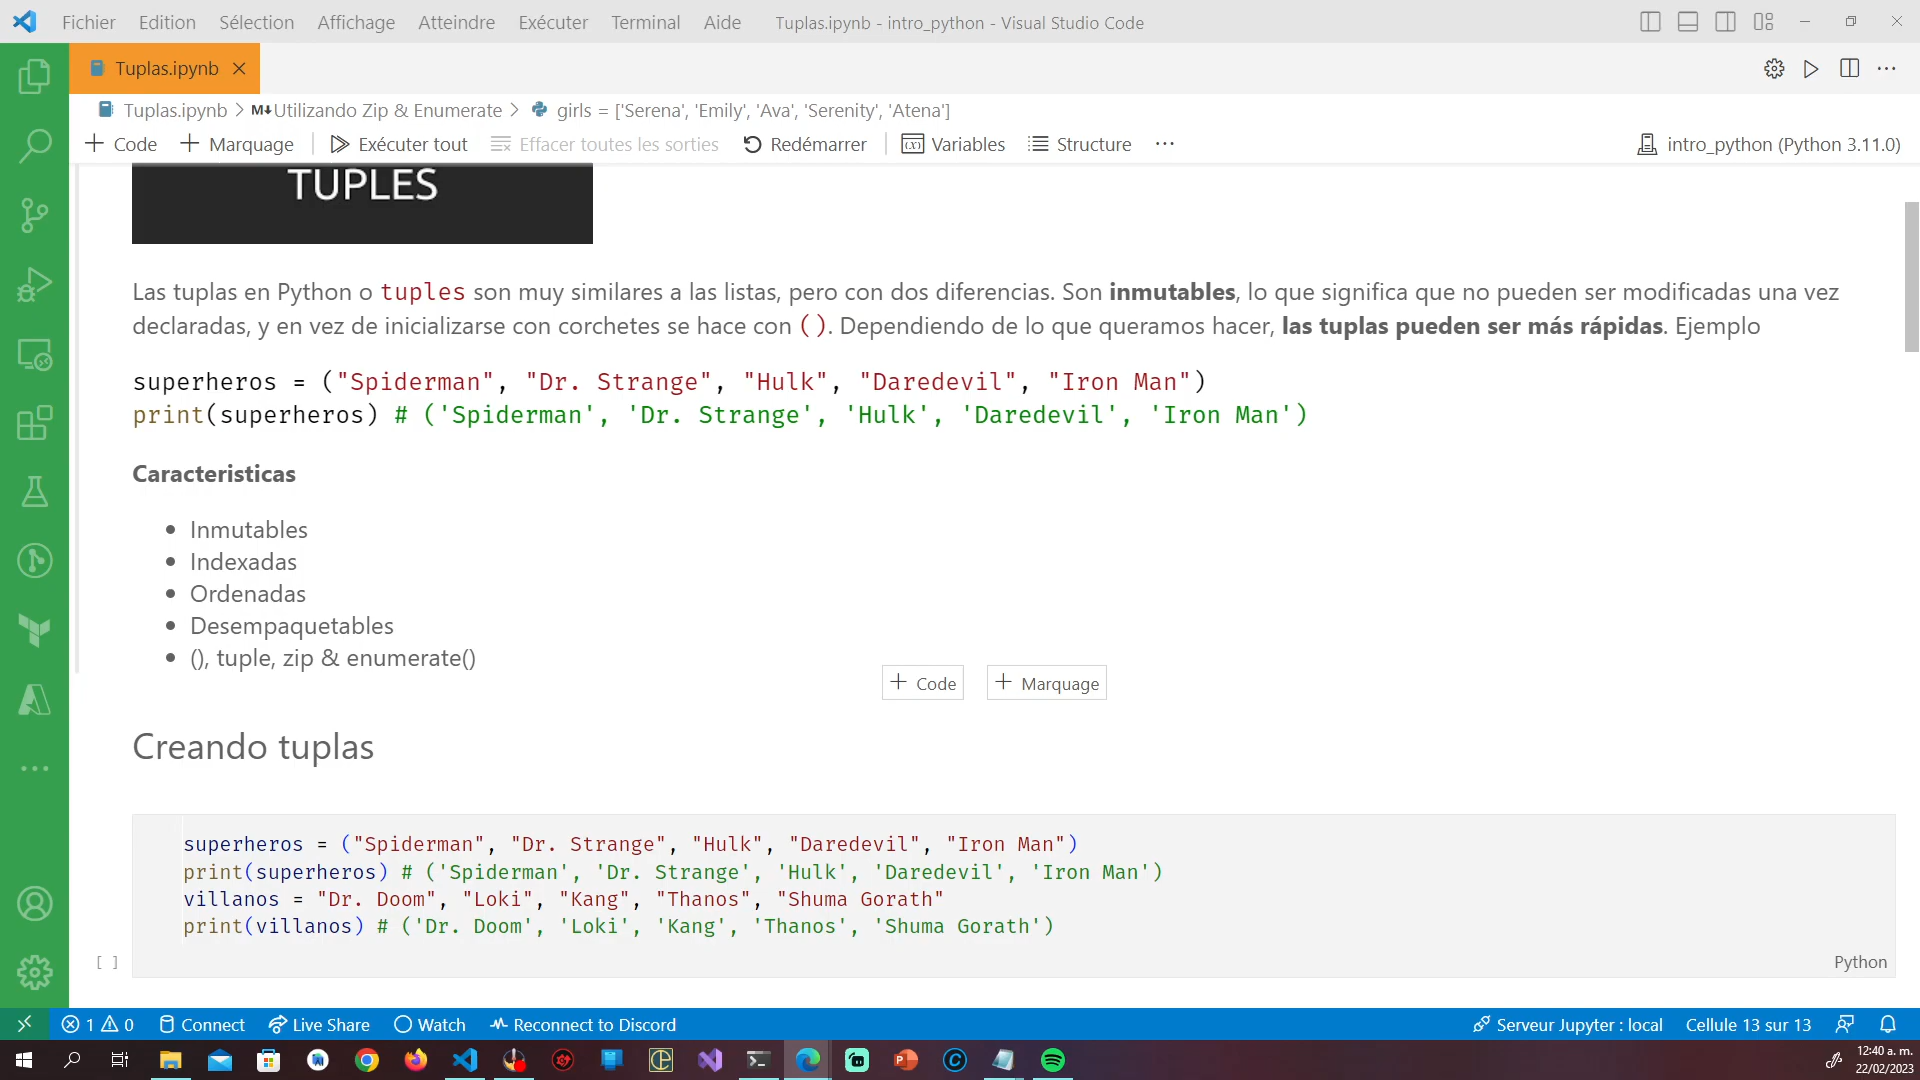 Fichier Edition Sélection Affichage Atteindre Exécuter Terminal Aide Tuplas.ipynb - intro_python - Visual Studio Code
Tuplas.ipynb
Tuplas.ipynb > M↓Utilizando Zip & Enumerate > girls = ['Serena', 'Emily', 'Ava', 'Serenity', 'Atena']
+ Code + Marquage Exécuter tout Effacer toutes les sorties Redémarrer Variables Structure ... intro_python (Python 3.11.0)
TUPLES
Las tuplas en Python o tuples son muy similares a las listas, pero con dos diferencias. Son inmutables, lo que significa que no pueden ser modificadas una vez
declaradas, y en vez de inicializarse con corchetes se hace con (). Dependiendo de lo que queramos hacer, las tuplas pueden ser más rápidas. Ejemplo
superheros = ("Spiderman", "Dr. Strange", "Hulk", "Daredevil", "Iron Man")
print(superheros) # ('Spiderman', 'Dr. Strange', 'Hulk', 'Daredevil', 'Iron Man')
Caracteristicas
• Inmutables
• Indexadas
• Ordenadas
• Desempaquetables
• (), tuple, zip & enumerate()
+ Code + Marquage
Creando tuplas
superheros = ("Spiderman", "Dr. Strange", "Hulk", "Daredevil", "Iron Man")
print(superheros) # ('Spiderman', 'Dr. Strange', 'Hulk', 'Daredevil', 'Iron Man')
villanos = "Dr. Doom", "Loki", "Kang", "Thanos", "Shuma Gorath"
print(villanos) # ('Dr. Doom', 'Loki', 'Kang', 'Thanos', 'Shuma Gorath')
[ ] Python
1 0 Connect Live Share Watch Reconnect to Discord Serveur Jupyter : local Cellule 13 sur 13
12:40 a. m.
22/02/2023